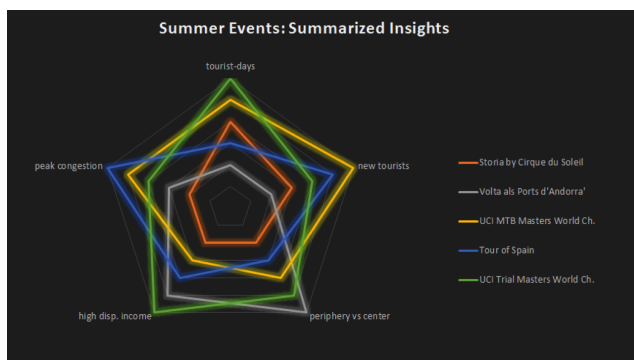 Summer Events: Summarized Insights
tourist-days
peak congestion
new tourists
Storia by Cirque du Soleil
Volta als Ports d'Andorra'
UCI MTB Masters World Ch.
Tour of Spain
UCI Trial Masters World Ch.
high disp. income
periphery vs center